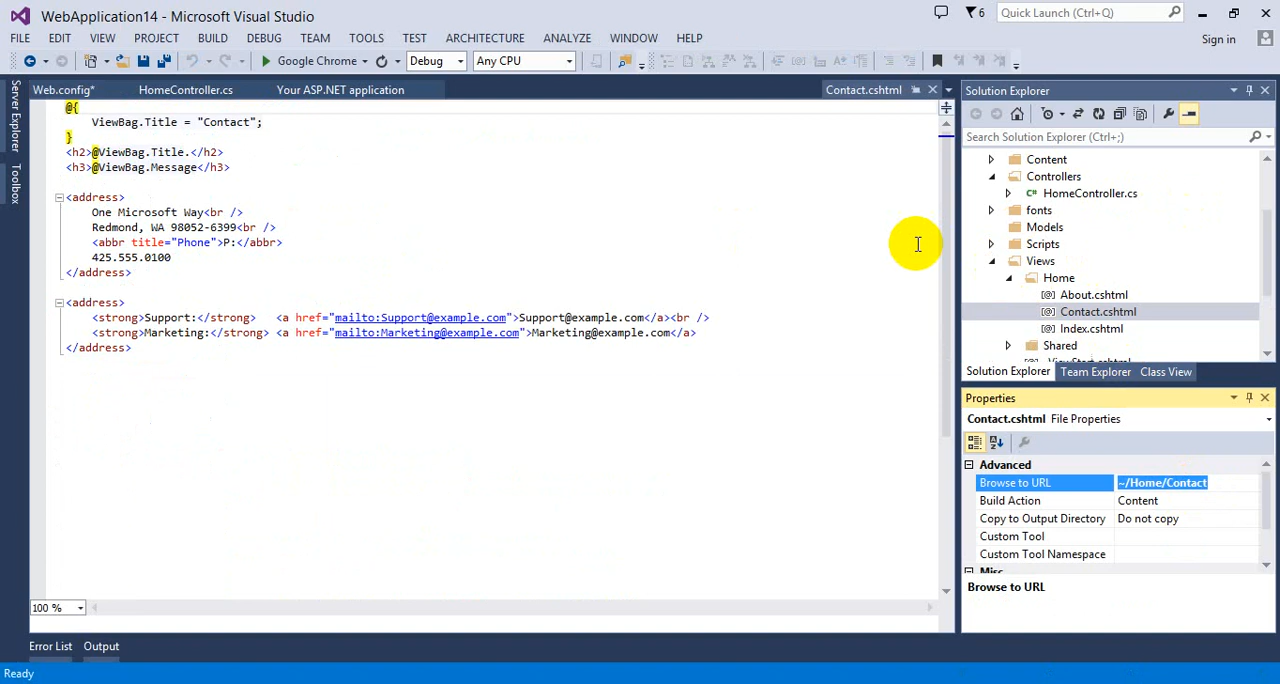 WebApplication14 - Microsoft Visual Studio
6
Quick Launch (Ctrl+Q)
FILE EDIT VIEW PROJECT BUILD DEBUG TEAM TOOLS TEST ARCHITECTURE ANALYZE WINDOW HELP
Sign in
Google Chrome
Debug
Any CPU
Server Explorer
Toolbox
Web.config*
HomeController.cs
Your ASP.NET application
Contact.cshtml
@{
ViewBag.Title = "Contact";
}
<h2>@ViewBag.Title.</h2>
<h3>@ViewBag.Message</h3>
<address>
One Microsoft Way<br />
Redmond, WA 98052-6399<br />
<abbr title="Phone">P:</abbr>
425.555.0100
</address>
<address>
<strong>Support:</strong>   <a href="mailto:Support@example.com">Support@example.com</a><br />
<strong>Marketing:</strong> <a href="mailto:Marketing@example.com">Marketing@example.com</a>
</address>
100 %
Error List
Output
Ready
Solution Explorer
Search Solution Explorer (Ctrl+;)
Content
Controllers
C# HomeController.cs
fonts
Models
Scripts
Views
Home
[@] About.cshtml
[@] Contact.cshtml
[@] Index.cshtml
Shared
_ViewStart.cshtml
Solution Explorer
Team Explorer
Class View
Properties
Contact.cshtml File Properties
Advanced
Browse to URL ~/Home/Contact
Build Action Content
Copy to Output Directory Do not copy
Custom Tool
Custom Tool Namespace
Misc
Browse to URL